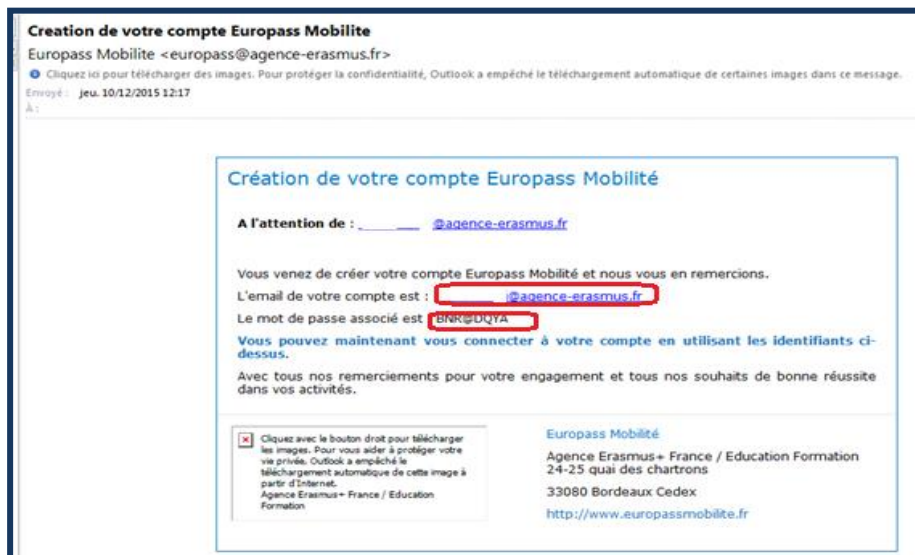 Creation de votre compte Europass Mobilite
Europass Mobilite <europass@agence-erasmus.fr>
Cliquez ici pour télécharger des images. Pour protéger la confidentialité, Outlook a empêché le téléchargement automatique de certaines images dans ce message.
Envoyé : jeu. 10/12/2015 12:17
À :
Création de votre compte Europass Mobilité
A l'attention de : @agence-erasmus.fr
Vous venez de créer votre compte Europass Mobilité et nous vous en remercions.
L'email de votre compte est : @agence-erasmus.fr
Le mot de passe associé est : BNR@DQYA
Vous pouvez maintenant vous connecter à votre compte en utilisant les identifiants ci-
dessus.
Avec tous nos remerciements pour votre engagement et tous nos souhaits de bonne réussite
dans vos activités.
Cliquez avec le bouton droit pour télécharger
les images. Pour vous aider à protéger votre
vie privée, Outlook a empêché le
téléchargement automatique de cette image à
partir d'Internet.
Agence Erasmus+ France / Education
Formation
Europass Mobilité
Agence Erasmus+ France / Education Formation
24-25 quai des chartrons
33080 Bordeaux Cedex
http://www.europassmobilite.fr